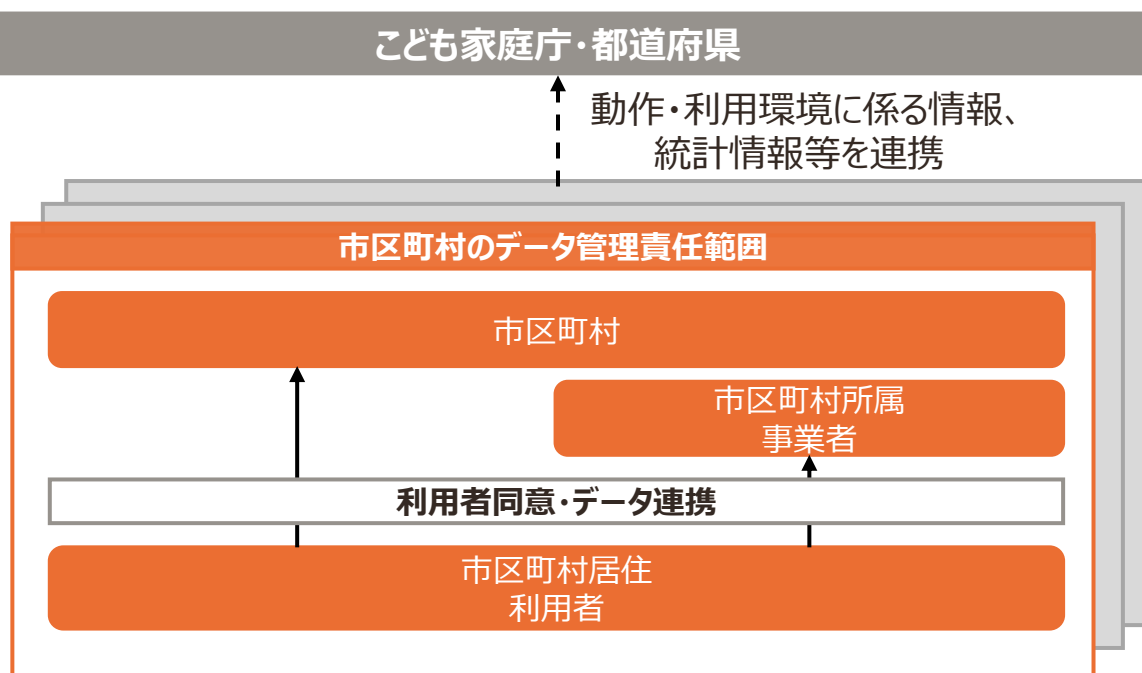 こども家庭庁・都道府県
動作・利用環境に係る情報、
統計情報等を連携
市区町村のデータ管理責任範囲
市区町村
市区町村所属
事業者
利用者同意・データ連携
市区町村居住
利用者